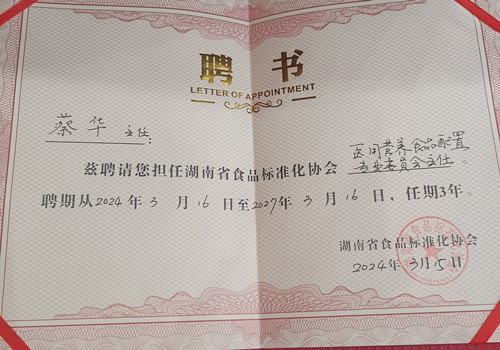 聘书
LETTER OF APPOINTMENT
蔡华 主任:
兹聘请您担任湖南省食品标准化协会 医用营养食品配置
专业委员会主任。
聘期从2024年3月16日至2027年3月16日,任期3年。
湖南省食品标准化协会
2024年3月15日